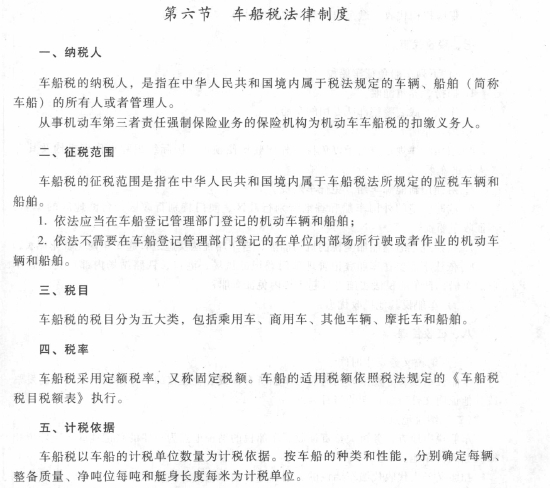 第六节 车船税法律制度
一、纳税人
车船税的纳税人，是指在中华人民共和国境内属于税法规定的车辆、船舶（简称
车船）的所有人或者管理人。
从事机动车第三者责任强制保险业务的保险机构为机动车车船税的扣缴义务人。
二、征税范围
车船税的征税范围是指在中华人民共和国境内属于车船税法所规定的应税车辆和
船舶。
1. 依法应当在车船登记管理部门登记的机动车辆和船舶；
2. 依法不需要在车船登记管理部门登记的在单位内部场所行驶或者作业的机动车
辆和船舶。
三、税目
车船税的税目分为五大类，包括乘用车、商用车、其他车辆、摩托车和船舶。
四、税率
车船税采用定额税率，又称固定税额。车船的适用税额依照税法规定的《车船税
税目税额表》执行。
五、计税依据
车船税以车船的计税单位数量为计税依据。按车船的种类和性能，分别确定每辆、
整备质量、净吨位每吨和艇身长度每米为计税单位。